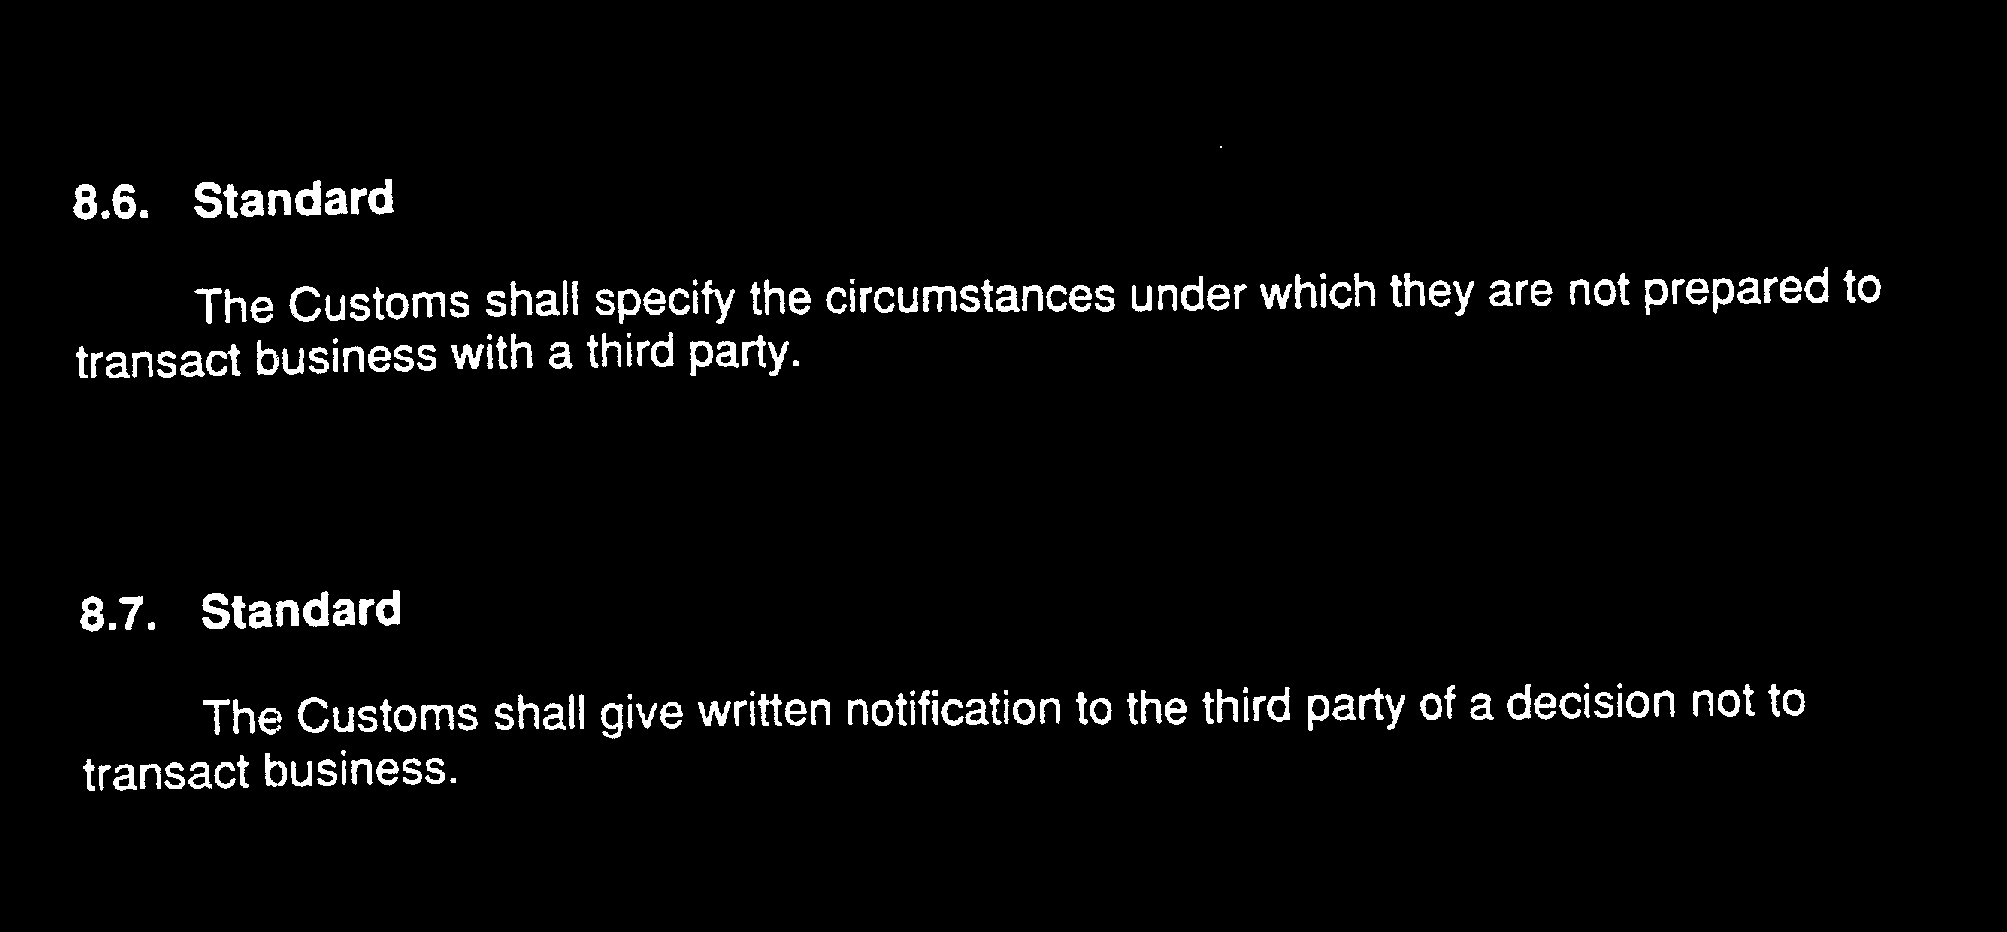 8.6. Standard
The Customs shall specify the circumstances under which they are not prepared to
transact business with a third party.
8.7. Standard
The Customs shall give written notification to the third party of a decision not to
transact business.